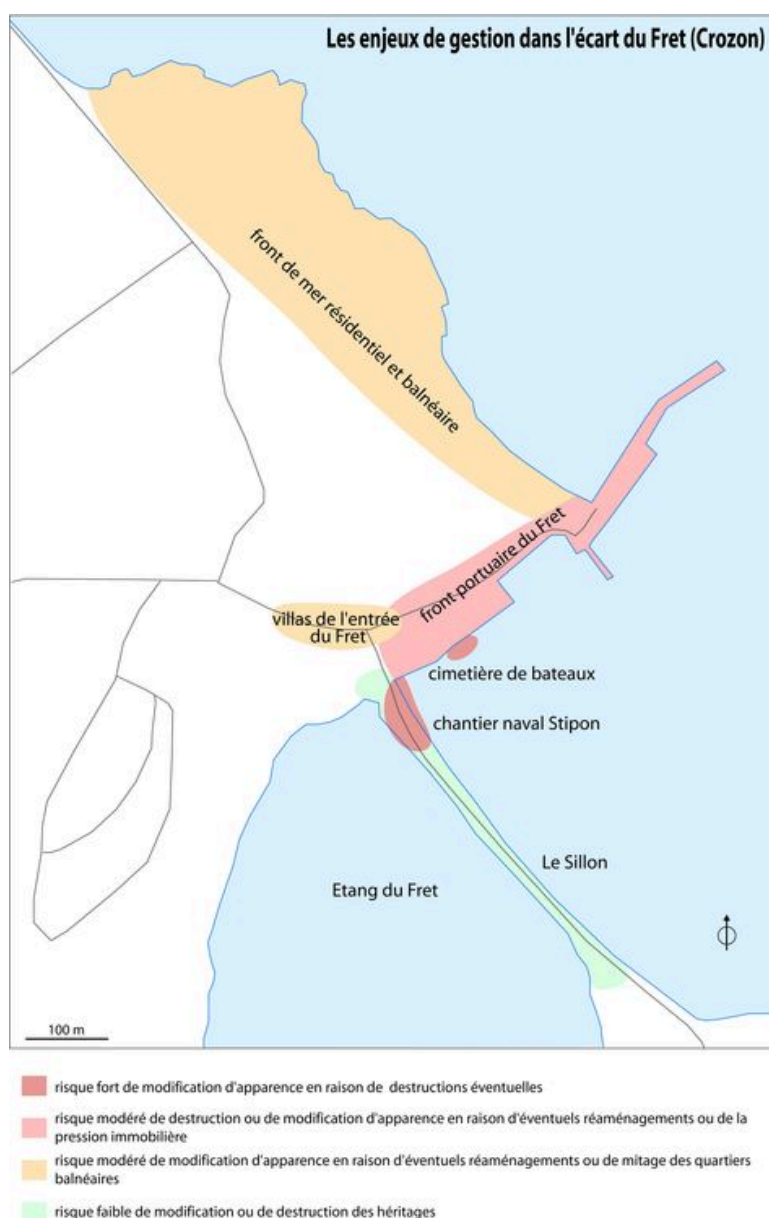 Les enjeux de gestion dans l'écart du Fret (Crozon)
front de mer résidentiel et balnéaire
front portuaire du Fret
villas de l'entrée
du Fret
cimetière de bateaux
chantier naval Stipon
Le Sillon
Etang du Fret
100 m
risque fort de modification d'apparence en raison de destructions éventuelles
risque modéré de destruction ou de modification d'apparence en raison d'éventuels réaménagements ou de la
pression immobilière
risque modéré de modification d'apparence en raison d'éventuels réaménagements ou de mitage des quartiers
balnéaires
risque faible de modification ou de destruction des héritages